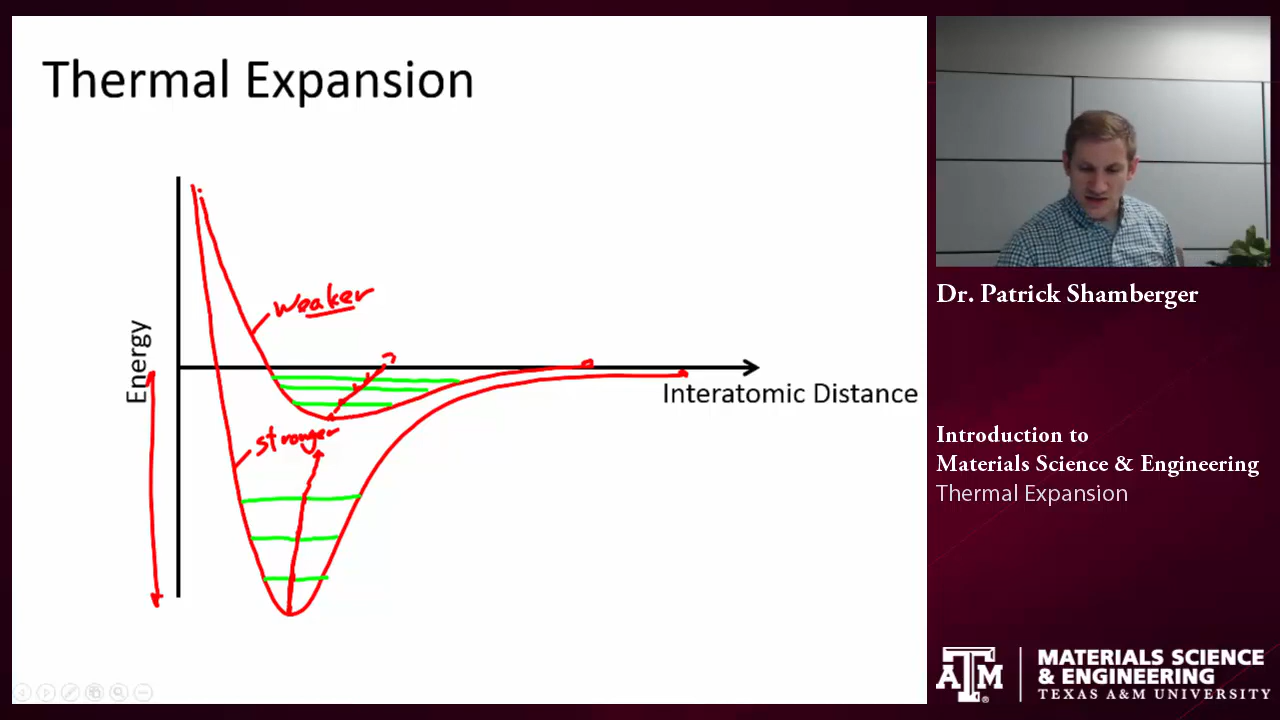 Thermal Expansion
weaker
Energy
Interatomic Distance
stronger
Dr. Patrick Shamberger
Introduction to
Materials Science & Engineering
Thermal Expansion
ATM
MATERIALS SCIENCE
& ENGINEERING
TEXAS A&M UNIVERSITY